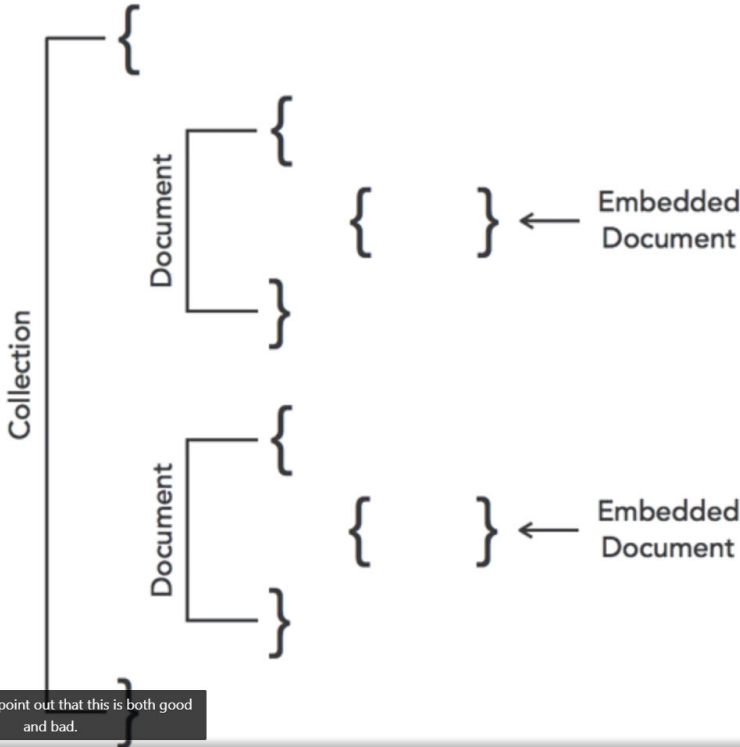 {
{
Document
{ }
Embedded
Document
}
Collection
{
Document
{ }
Embedded
Document
}
}
point out that this is both good
and bad.